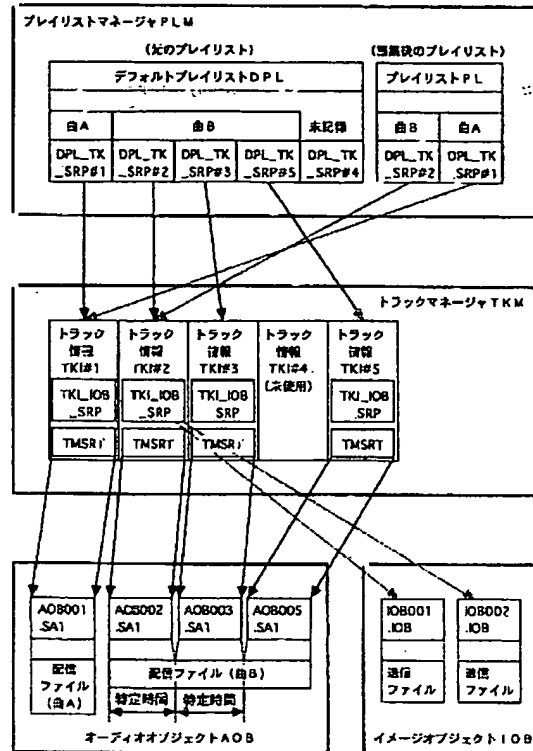 プレイリストマネージャPLM
(元のプレイリスト)
デフォルトプレイリストDPL
曲A
曲B
未記録
DPL_TK
_SRP#1
DPL_TK
_SRP#2
DPL_TK
_SRP#3
DPL_TK
_SRP#5
DPL_TK
_SRP#4
(編集後のプレイリスト)
プレイリストPL
曲B
曲A
DPL_TK
_SRP#2
DPL_TK
_SRP#1
トラックマネージャTKM
トラック
情報
TKI#1
トラック
情報
TKI#2
トラック
情報
TKI#3
トラック
情報
TKI#4
(未使用)
トラック
情報
TKI#5
TKI_IOB
_SRP
TKI_IOB
_SRP
TKI_IOB
SRP
TKI_IOB
_SRP
TMSRT
TMSRT
TMSRT
TMSRT
AOB001
.SA1
AOB002
.SA1
AOB003
.SA1
AOB005
.SA1
配信
ファイル
(曲A)
配信ファイル(曲B)
特定時間
特定時間
オーディオオブジェクトAOB
IOB001
.IOB
IOB002
.IOB
送信
ファイル
送信
ファイル
イメージオブジェクトIOB